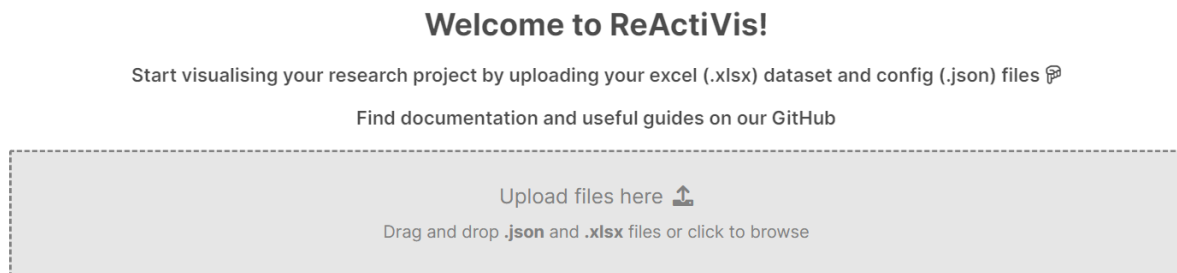 Welcome to ReActiVis!
Start visualising your research project by uploading your excel (.xlsx) dataset and config (.json) files
Find documentation and useful guides on our GitHub
Upload files here
Drag and drop .json and .xlsx files or click to browse